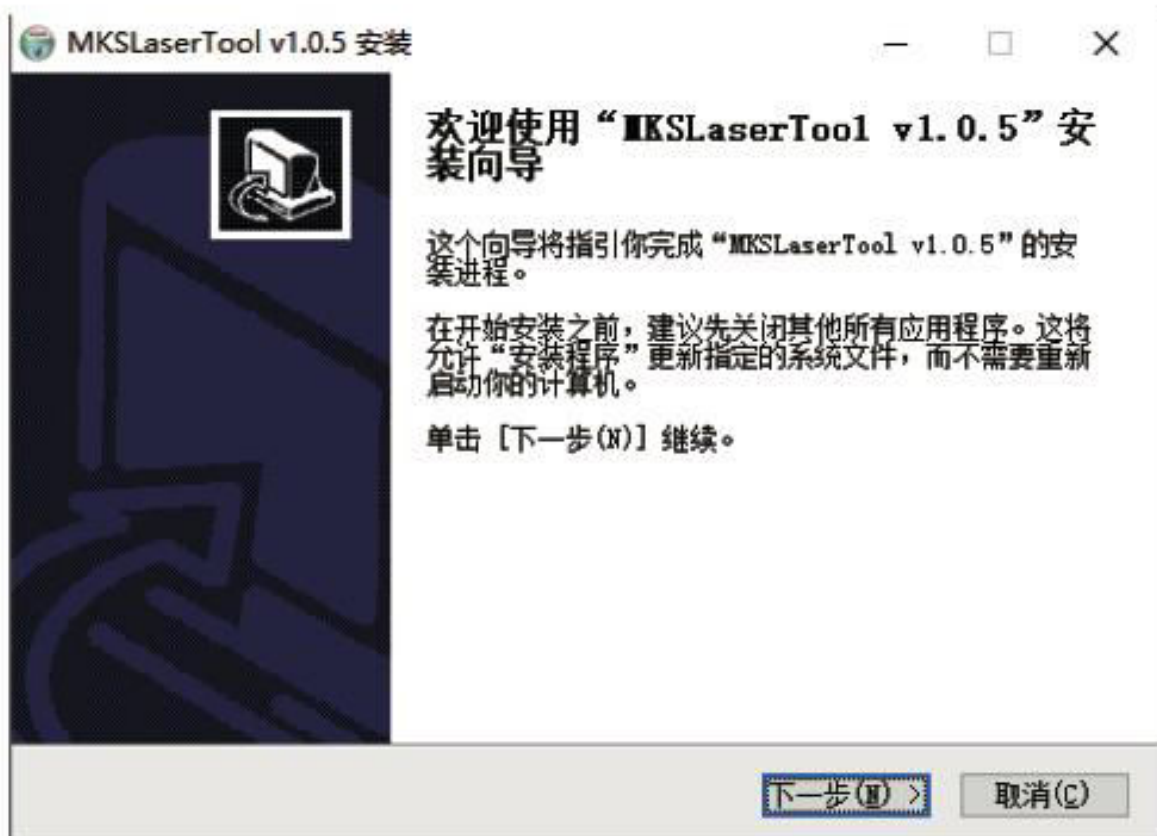 MKSLaserTool v1.0.5 安装
欢迎使用“MKSLaserTool v1.0.5”安
装向导
这个向导将指引你完成“MKSLaserTool v1.0.5”的安
装进程。
在开始安装之前，建议先关闭其他所有应用程序。这将
允许“安装程序”更新指定的系统文件，而不需要重新
启动你的计算机。
单击 [下一步(N)] 继续。
下一步(N) >
取消(C)